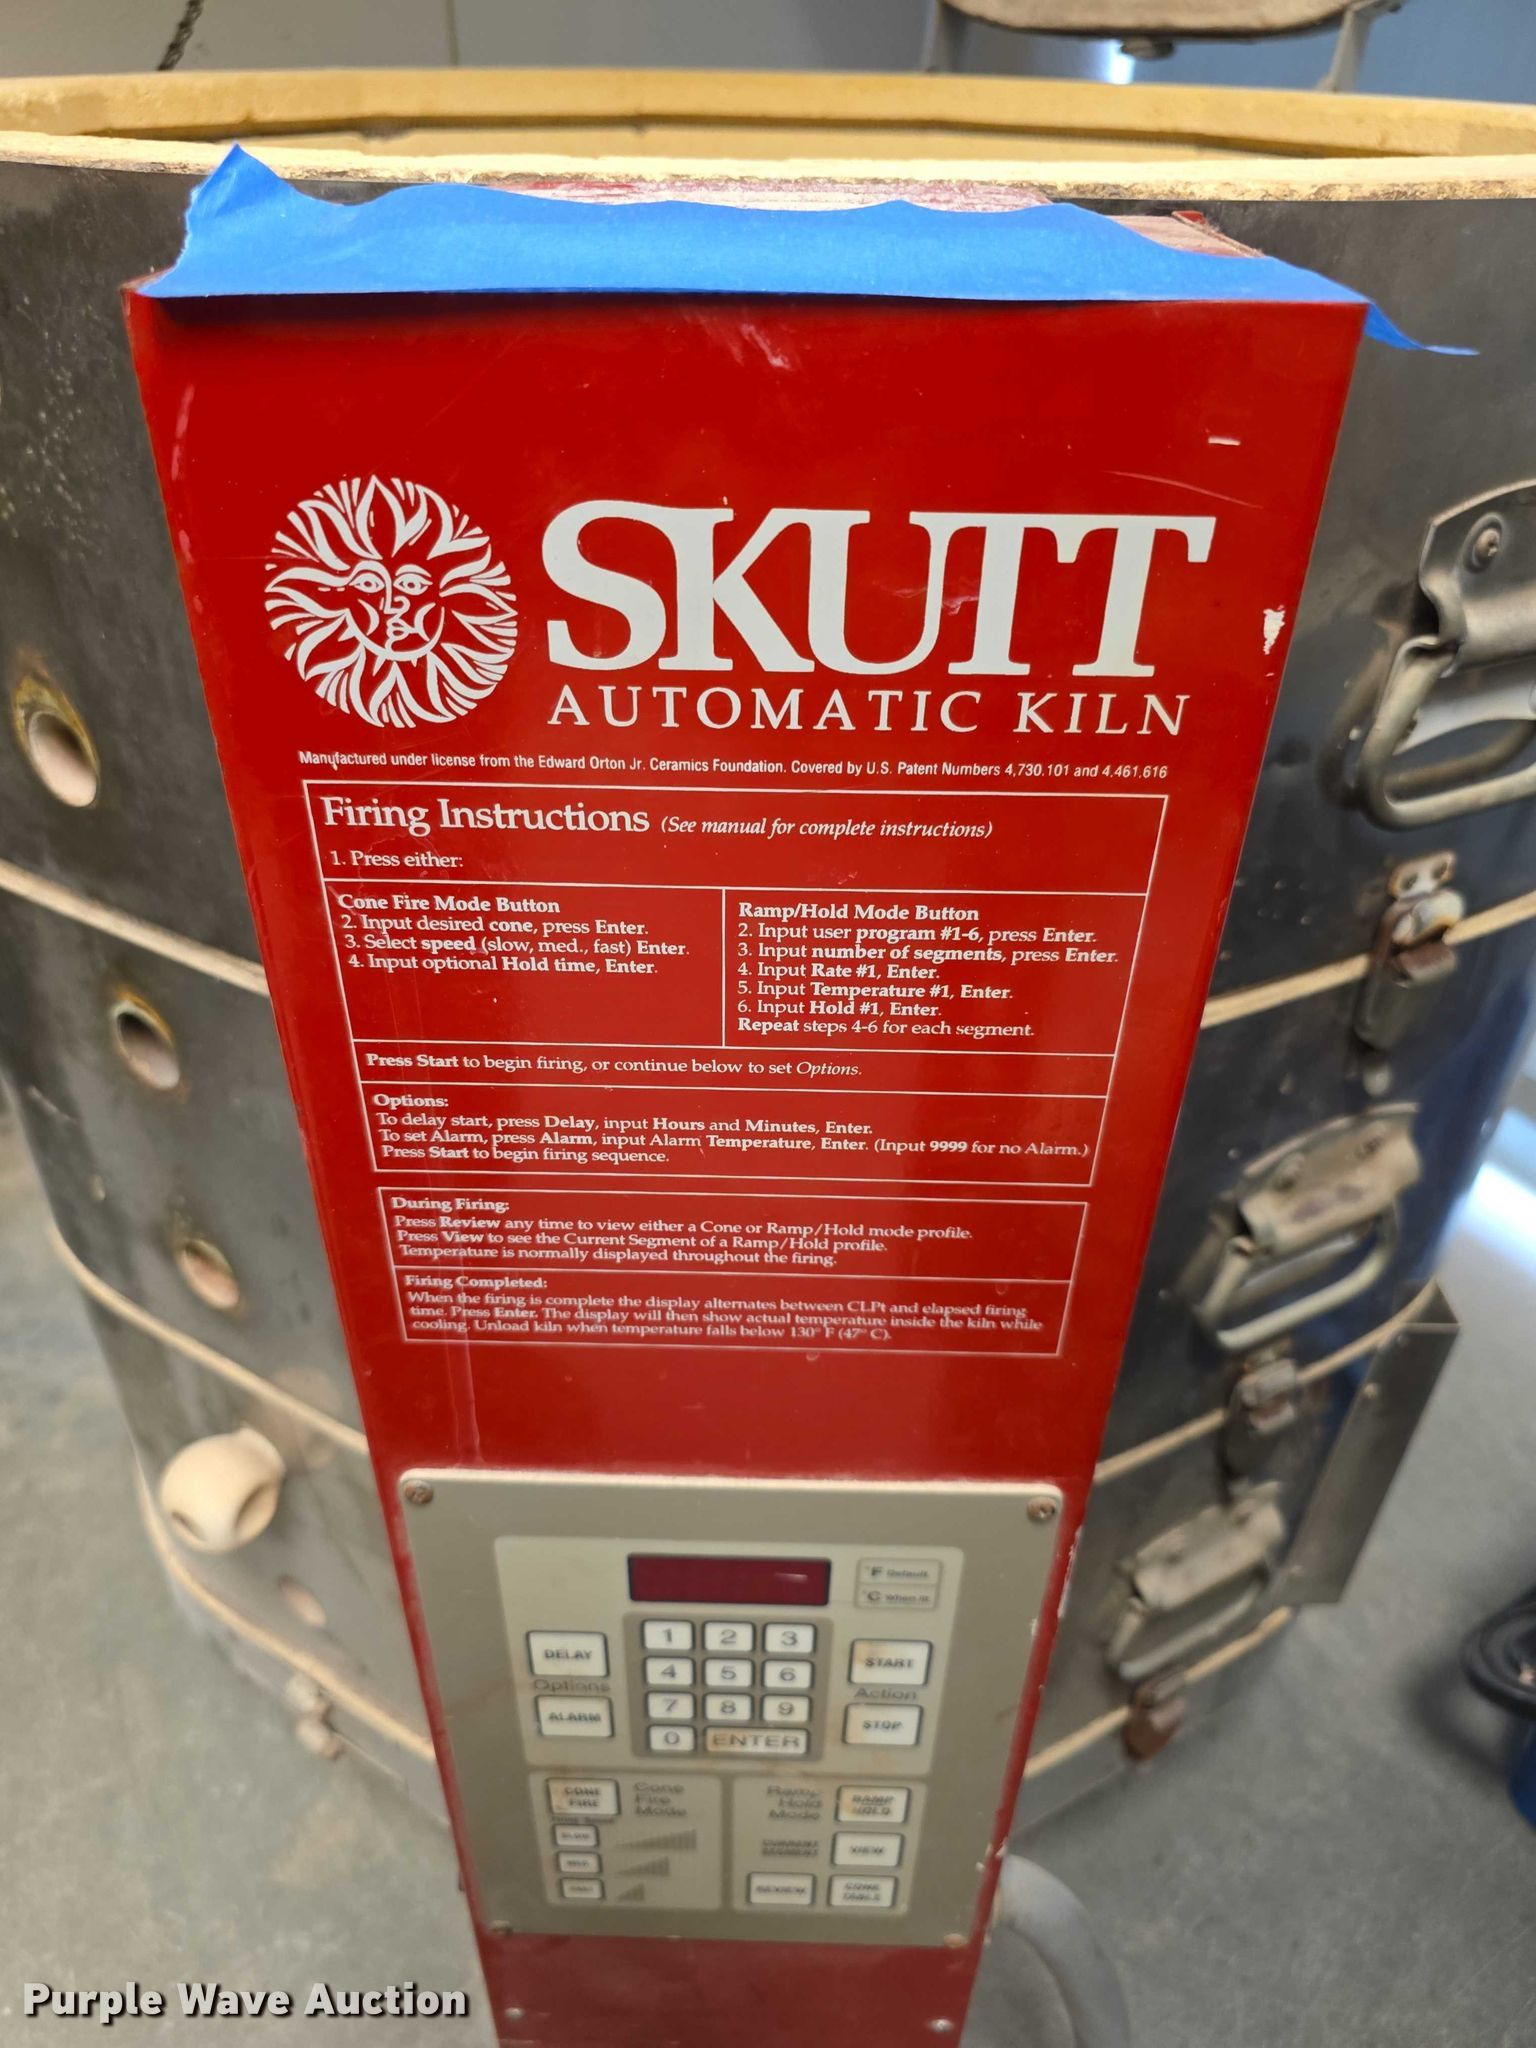 SKUTT
AUTOMATIC KILN
Manufactured under license from the Edward Orton Jr. Ceramics Foundation. Covered by U.S. Patent Numbers 4,730,101 and 4,461,616
Firing Instructions (See manual for complete instructions)
1. Press either:
Cone Fire Mode Button
2. Input desired cone, press Enter.
3. Select speed (slow, med., fast) Enter.
4. Input optional Hold time, Enter.
Ramp/Hold Mode Button
2. Input user program #1-6, press Enter.
3. Input number of segments, press Enter.
4. Input Rate #1, Enter.
5. Input Temperature #1, Enter.
6. Input Hold #1, Enter.
Repeat steps 4-6 for each segment.
Press Start to begin firing, or continue below to set Options.
Options:
To delay start, press Delay, input Hours and Minutes, Enter.
To set Alarm, press Alarm, input Alarm Temperature, Enter. (Input 9999 for no Alarm.)
Press Start to begin firing sequence.
During Firing:
Press Review any time to view either a Cone or Ramp/Hold mode profile.
Press View to see the Current Segment of a Ramp/Hold profile.
Temperature is normally displayed throughout the firing.
Firing Completed:
When the firing is complete the display alternates between CLPt and elapsed firing
time. Press Enter. The display will then show actual temperature inside the kiln while
cooling. Unload kiln when temperature falls below 130° F (47° C).
°F Default
°C When lit
1 2 3
4 5 6
7 8 9
0 ENTER
DELAY
Options
ALARM
START
Action
STOP
CONE
FIRE
Cone
Fire
Mode
SLOW
MED
FAST
Ramp
Hold
Mode
RAMP
HOLD
CURRENT
SEGMENT
VIEW
REVIEW
CONE
TABLE
Purple Wave Auction